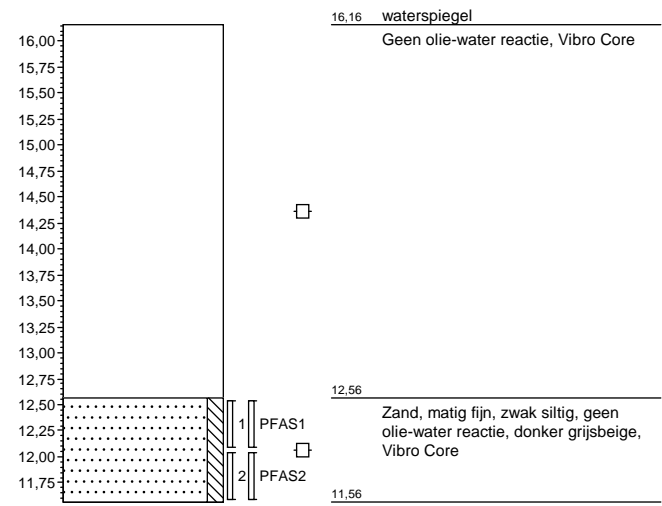 16,16 waterspiegel
16,00
Geen olie-water reactie, Vibro Core
15,75
15,50
15,25
15,00
14,75
14,50
14,25
14,00
13,75
13,50
13,25
13,00
12,75
12,56
12,50
Zand, matig fijn, zwak siltig, geen
olie-water reactie, donker grijsbeige,
Vibro Core
1 PFAS1
12,25
12,00
2 PFAS2
11,75
11,56